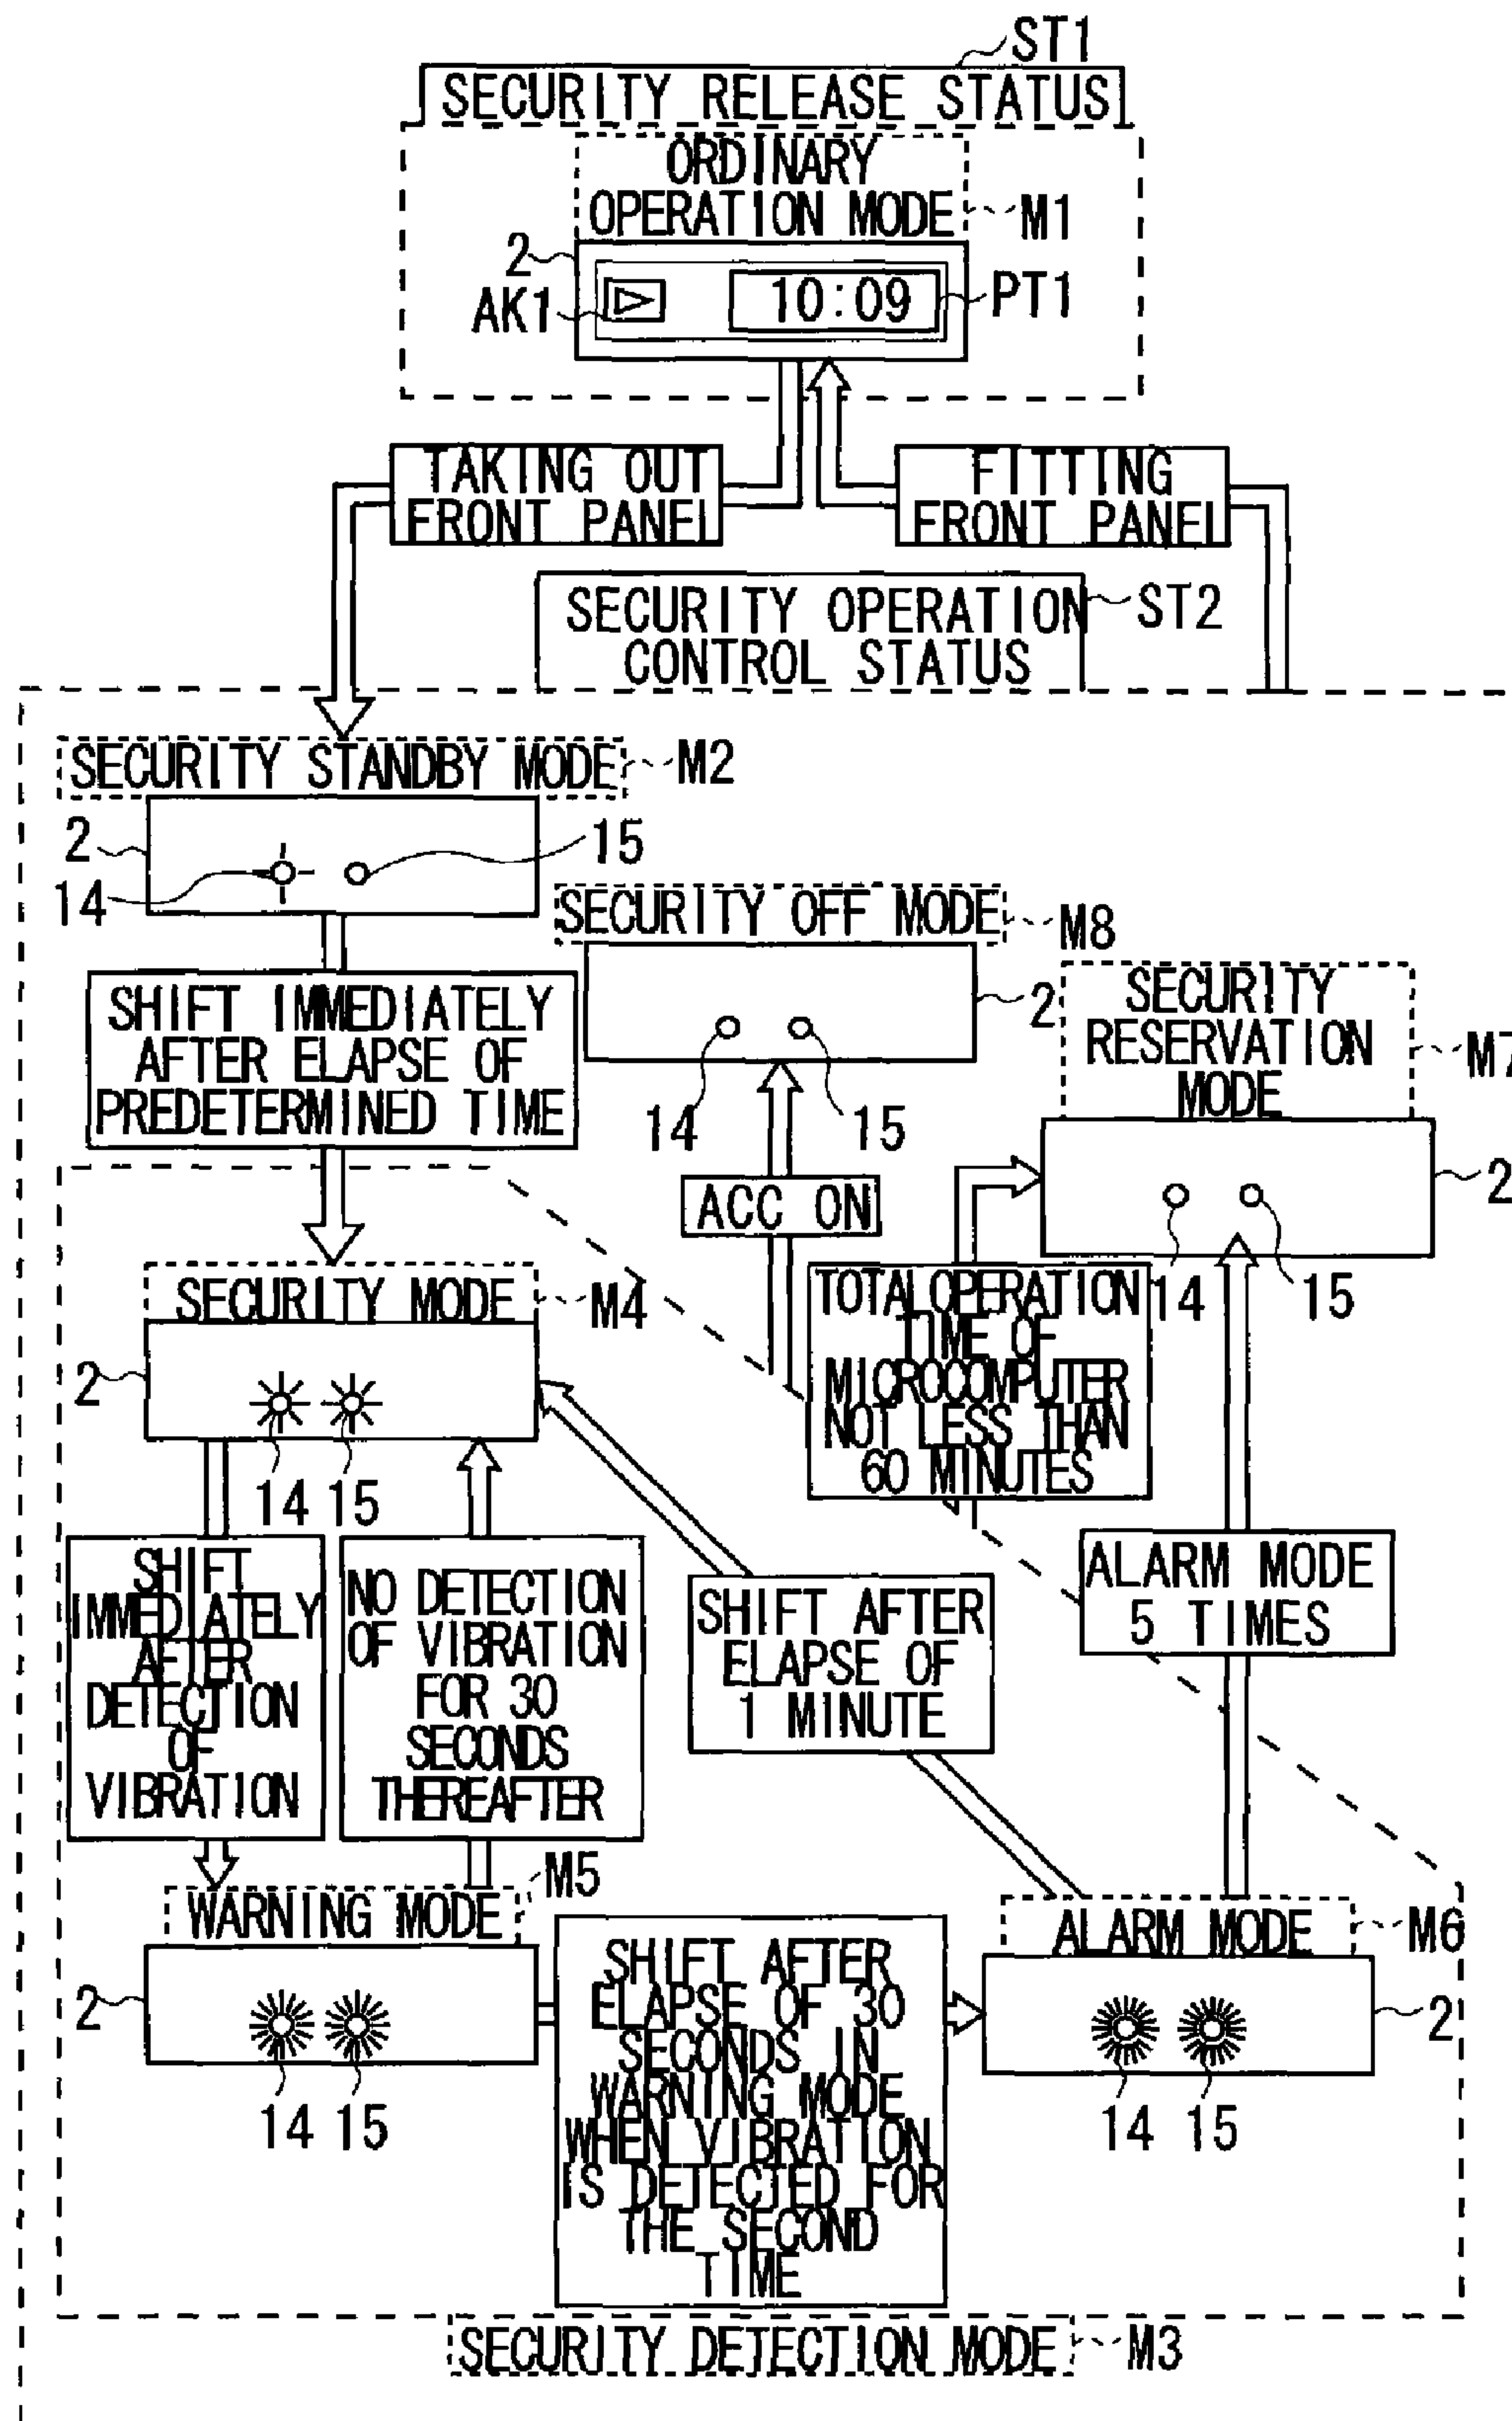 ST1
SECURITY RELEASE STATUS
ORDINARY
OPERATION MODE
M1
2
AK1
10:09
PT1
TAKING OUT
FRONT PANEL
FITTING
FRONT PANEL
SECURITY OPERATION
CONTROL STATUS
ST2
SECURITY STANDBY MODE
M2
2
14
15
SHIFT IMMEDIATELY
AFTER ELAPSE OF
PREDETERMINED TIME
SECURITY OFF MODE
M8
2
14
15
ACC ON
SECURITY
RESERVATION
MODE
M7
2
14
15
TOTAL OPERATION
TIME OF
MICROCOMPUTER
NOT LESS THAN
60 MINUTES
SECURITY MODE
M4
2
14
15
SHIFT
IMMEDIATELY
AFTER
DETECTION
OF
VIBRATION
NO DETECTION
OF VIBRATION
FOR 30
SECONDS
THEREAFTER
SHIFT AFTER
ELAPSE OF
1 MINUTE
ALARM MODE
5 TIMES
WARNING MODE
M5
2
14
15
SHIFT AFTER
ELAPSE OF 30
SECONDS IN
WARNING MODE
WHEN VIBRATION
IS DETECTED FOR
THE SECOND
TIME
ALARM MODE
M6
2
14
15
SECURITY DETECTION MODE
M3